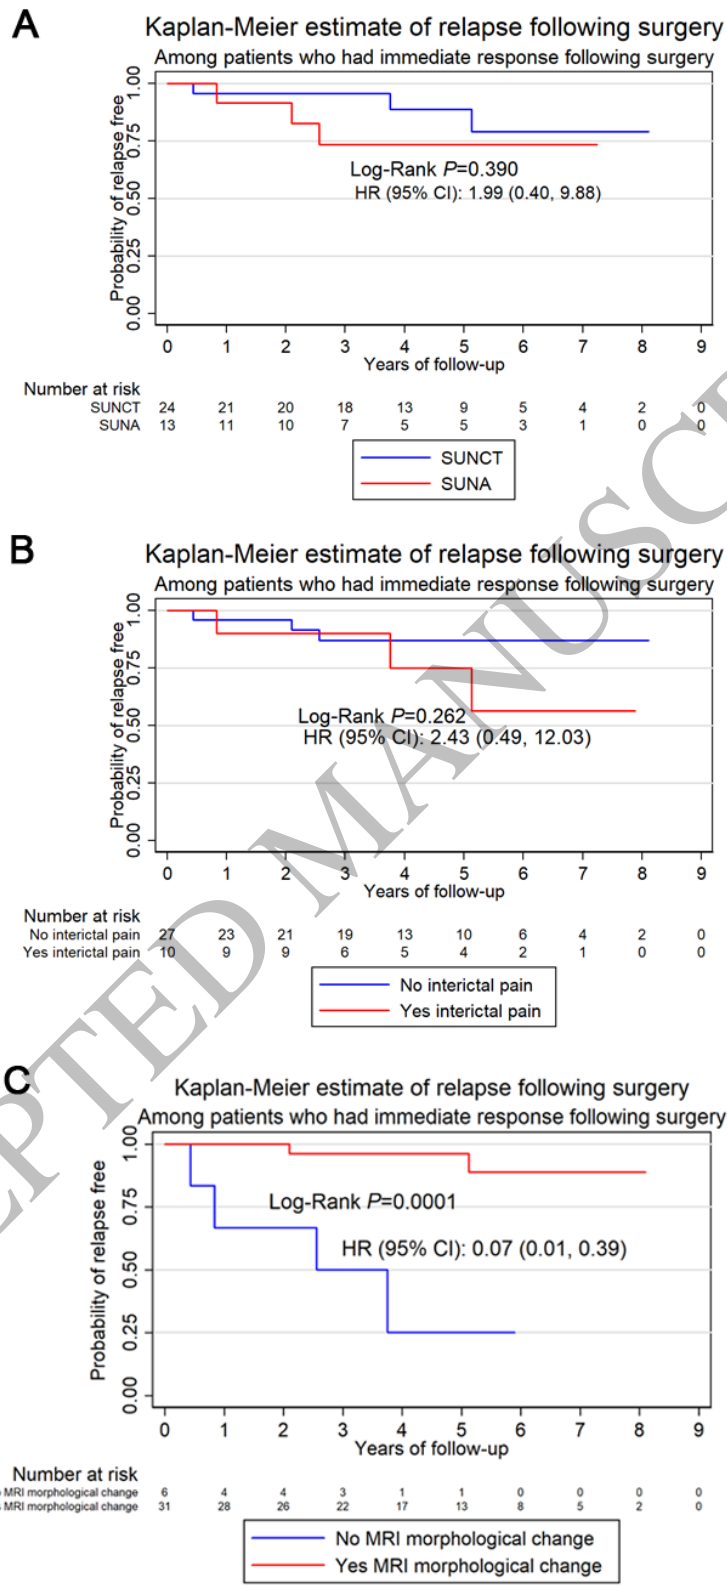 A
Kaplan-Meier estimate of relapse following surgery
Among patients who had immediate response following surgery
Probability of relapse free
0.00 0.25 0.50 0.75 1.00
Log-Rank P=0.390
HR (95% CI): 1.99 (0.40, 9.88)
0 1 2 3 4 5 6 7 8 9
Years of follow-up
Number at risk
SUNCT 24 21 20 18 13 9 5 4 2 0
SUNA 13 11 10 7 5 5 3 1 0 0
SUNCT
SUNA
B
Kaplan-Meier estimate of relapse following surgery
Among patients who had immediate response following surgery
Probability of relapse free
0.00 0.25 0.50 0.75 1.00
Log-Rank P=0.262
HR (95% CI): 2.43 (0.49, 12.03)
0 1 2 3 4 5 6 7 8 9
Years of follow-up
Number at risk
No interictal pain 27 23 21 19 13 10 6 4 2 0
Yes interictal pain 10 9 9 6 5 4 2 1 0 0
No interictal pain
Yes interictal pain
C
Kaplan-Meier estimate of relapse following surgery
Among patients who had immediate response following surgery
Probability of relapse free
0.00 0.25 0.50 0.75 1.00
Log-Rank P=0.0001
HR (95% CI): 0.07 (0.01, 0.39)
0 1 2 3 4 5 6 7 8 9
Years of follow-up
Number at risk
MRI morphological change 6 4 4 3 1 1 0 0 0 0
MRI morphological change 31 28 26 22 17 13 8 5 2 0
No MRI morphological change
Yes MRI morphological change
PTED MANUSC